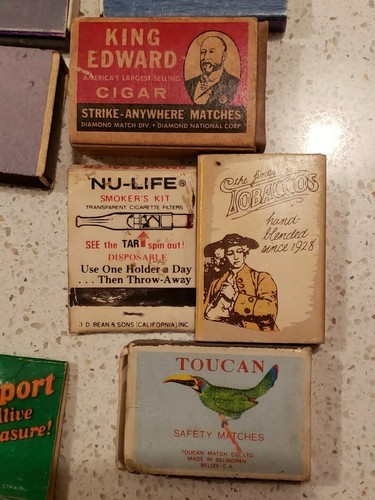 KING
EDWARD
AMERICA'S LARGEST SELLING
CIGAR
STRIKE-ANYWHERE MATCHES
DIAMOND MATCH DIV. • DIAMOND NATIONAL CORP.
NU-LIFE®
SMOKER'S KIT
TRANSPARENT CIGARETTE FILTERS
SEE the TAR spin out!
DISPOSABLE
Use One Holder a Day
... Then Throw-Away
D. BEAN & SONS (CALIFORNIA) INC
the finest
TOBACCOS
hand-
blended
since 1928
port
live
asure!
TOUCAN
SAFETY MATCHES
TOUCAN MATCH CO. LTD.
MADE IN BELMOPAN
BELIZE C.A.